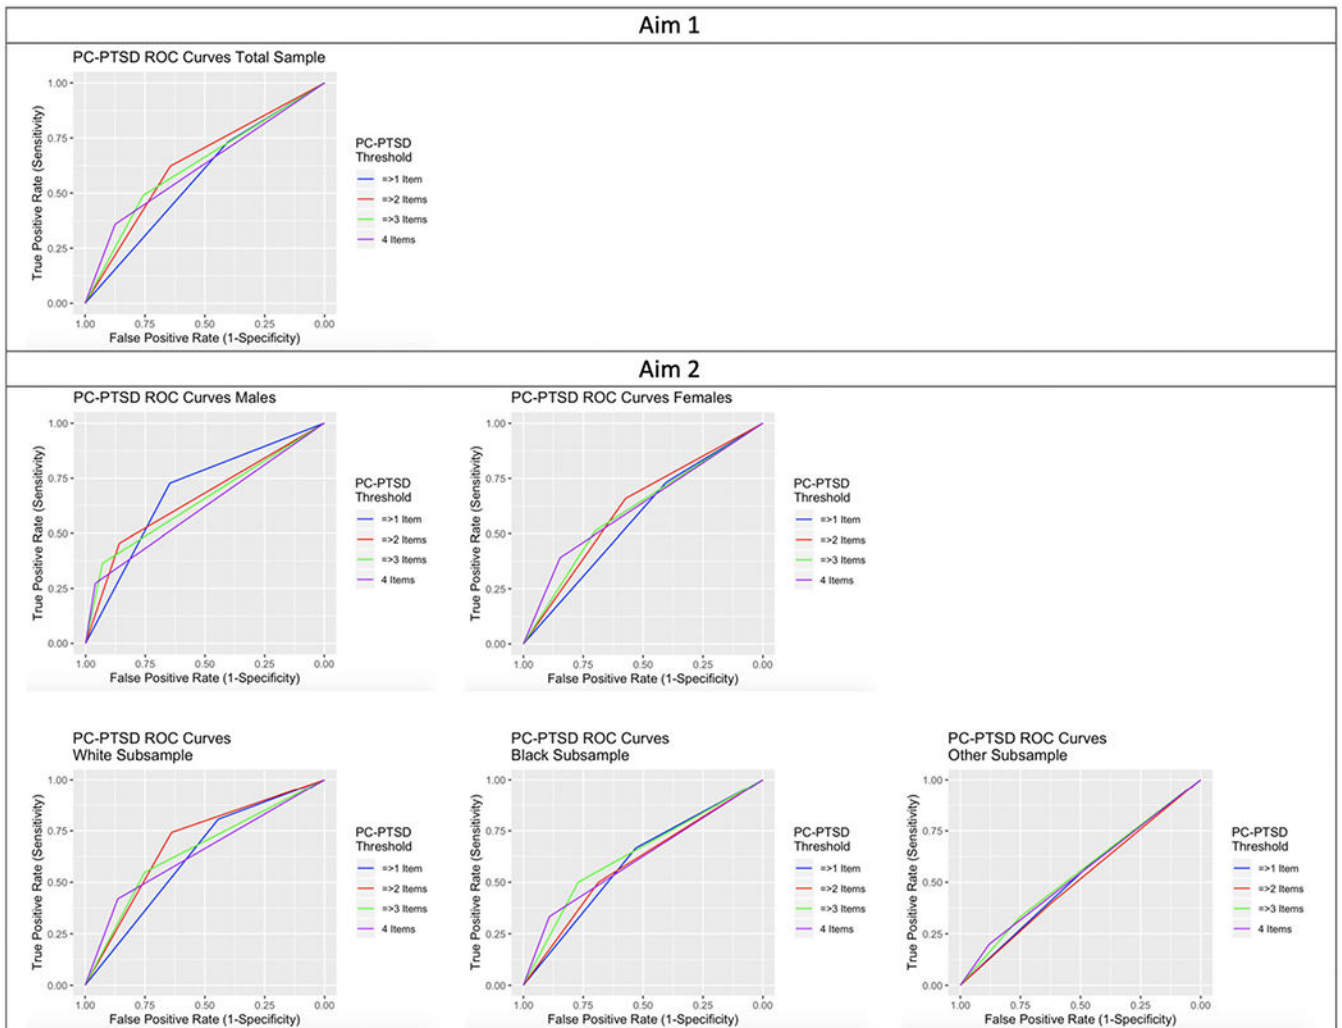 Aim 1
PC-PTSD ROC Curves Total Sample
True Positive Rate (Sensitivity)
1.00
0.75
0.50
0.25
0.00
1.00 0.75 0.50 0.25 0.00
False Positive Rate (1-Specificity)
PC-PTSD
Threshold
=>1 Item
=>2 Items
=>3 Items
4 Items
Aim 2
PC-PTSD ROC Curves Males
True Positive Rate (Sensitivity)
1.00
0.75
0.50
0.25
0.00
1.00 0.75 0.50 0.25 0.00
False Positive Rate (1-Specificity)
PC-PTSD
Threshold
=>1 Item
=>2 Items
=>3 Items
4 Items
PC-PTSD ROC Curves Females
True Positive Rate (Sensitivity)
1.00
0.75
0.50
0.25
0.00
1.00 0.75 0.50 0.25 0.00
False Positive Rate (1-Specificity)
PC-PTSD
Threshold
=>1 Item
=>2 Items
=>3 Items
4 Items
PC-PTSD ROC Curves
White Subsample
True Positive Rate (Sensitivity)
1.00
0.75
0.50
0.25
0.00
1.00 0.75 0.50 0.25 0.00
False Positive Rate (1-Specificity)
PC-PTSD
Threshold
=>1 Item
=>2 Items
=>3 Items
4 Items
PC-PTSD ROC Curves
Black Subsample
True Positive Rate (Sensitivity)
1.00
0.75
0.50
0.25
0.00
1.00 0.75 0.50 0.25 0.00
False Positive Rate (1-Specificity)
PC-PTSD
Threshold
=>1 Item
=>2 Items
=>3 Items
4 Items
PC-PTSD ROC Curves
Other Subsample
True Positive Rate (Sensitivity)
1.00
0.75
0.50
0.25
0.00
1.00 0.75 0.50 0.25 0.00
False Positive Rate (1-Specificity)
PC-PTSD
Threshold
=>1 Item
=>2 Items
=>3 Items
4 Items